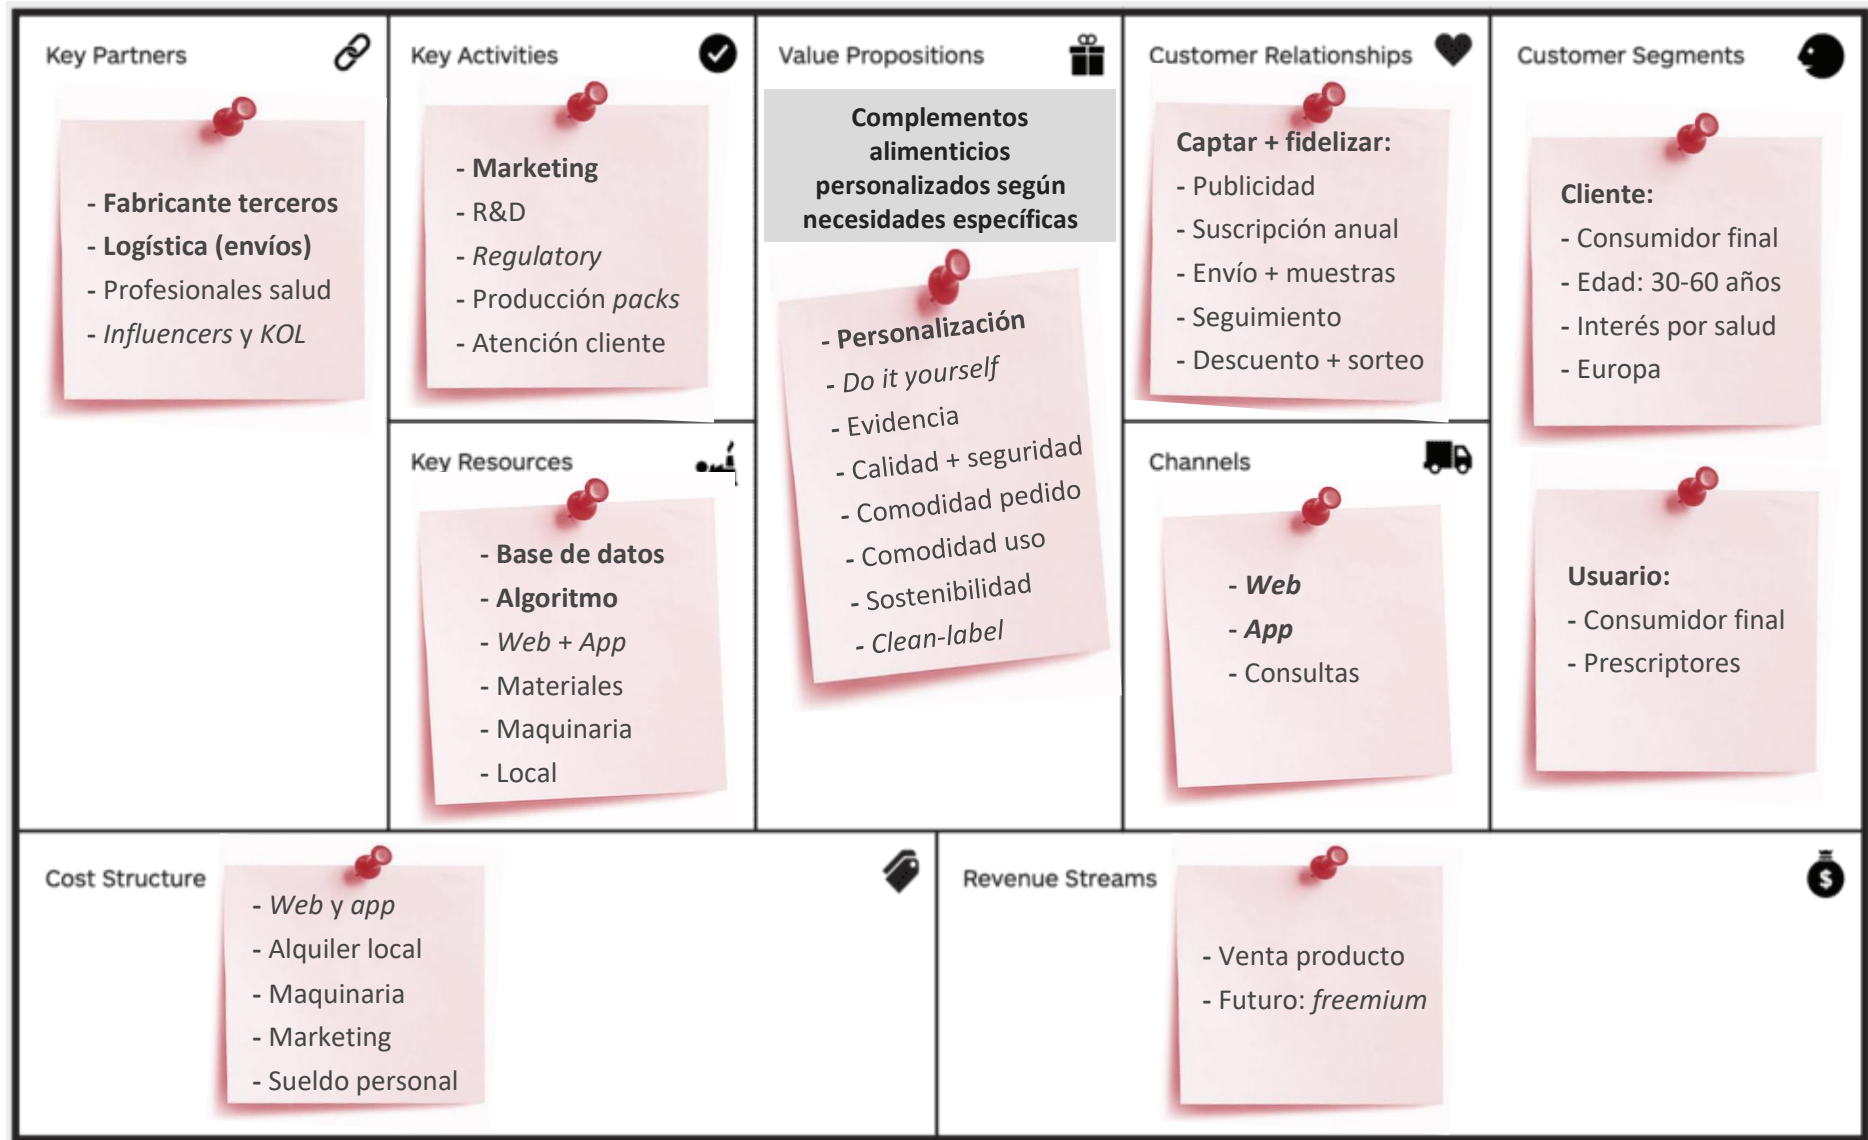 Key Partners
- Fabricante terceros
- Logística (envíos)
- Profesionales salud
- Influencers y KOL
Key Activities
- Marketing
- R&D
- Regulatory
- Producción packs
- Atención cliente
Key Resources
- Base de datos
- Algoritmo
- Web + App
- Materiales
- Maquinaria
- Local
Value Propositions
Complementos
alimenticios
personalizados según
necesidades específicas
- Personalización
- Do it yourself
- Evidencia
- Calidad + seguridad
- Comodidad pedido
- Comodidad uso
- Sostenibilidad
- Clean-label
Customer Relationships
Captar + fidelizar:
- Publicidad
- Suscripción anual
- Envío + muestras
- Seguimiento
- Descuento + sorteo
Channels
- Web
- App
- Consultas
Customer Segments
Cliente:
- Consumidor final
- Edad: 30-60 años
- Interés por salud
- Europa
Usuario:
- Consumidor final
- Prescriptores
Cost Structure
- Web y app
- Alquiler local
- Maquinaria
- Marketing
- Sueldo personal
Revenue Streams
$
- Venta producto
- Futuro: freemium